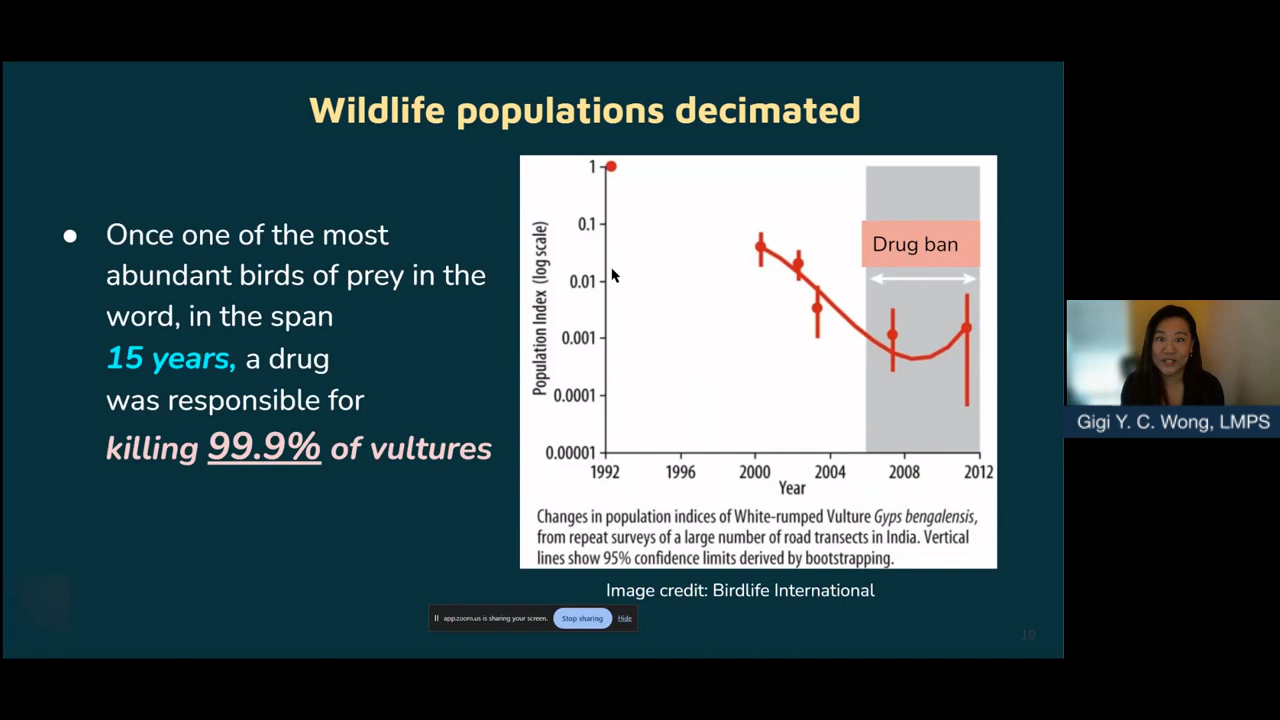 Wildlife populations decimated
● Once one of the most
abundant birds of prey in the
word, in the span
15 years, a drug
was responsible for
killing 99.9% of vultures
Population Index (log scale)
1
0.1
0.01
0.001
0.0001
0.00001
1992 1996 2000 2004 2008 2012
Year
Drug ban
Changes in population indices of White-rumped Vulture Gyps bengalensis,
from repeat surveys of a large number of road transects in India. Vertical
lines show 95% confidence limits derived by bootstrapping.
Image credit: Birdlife International
app.zoom.us is sharing your screen. Stop sharing Hide
10
Gigi Y. C. Wong, LMPS